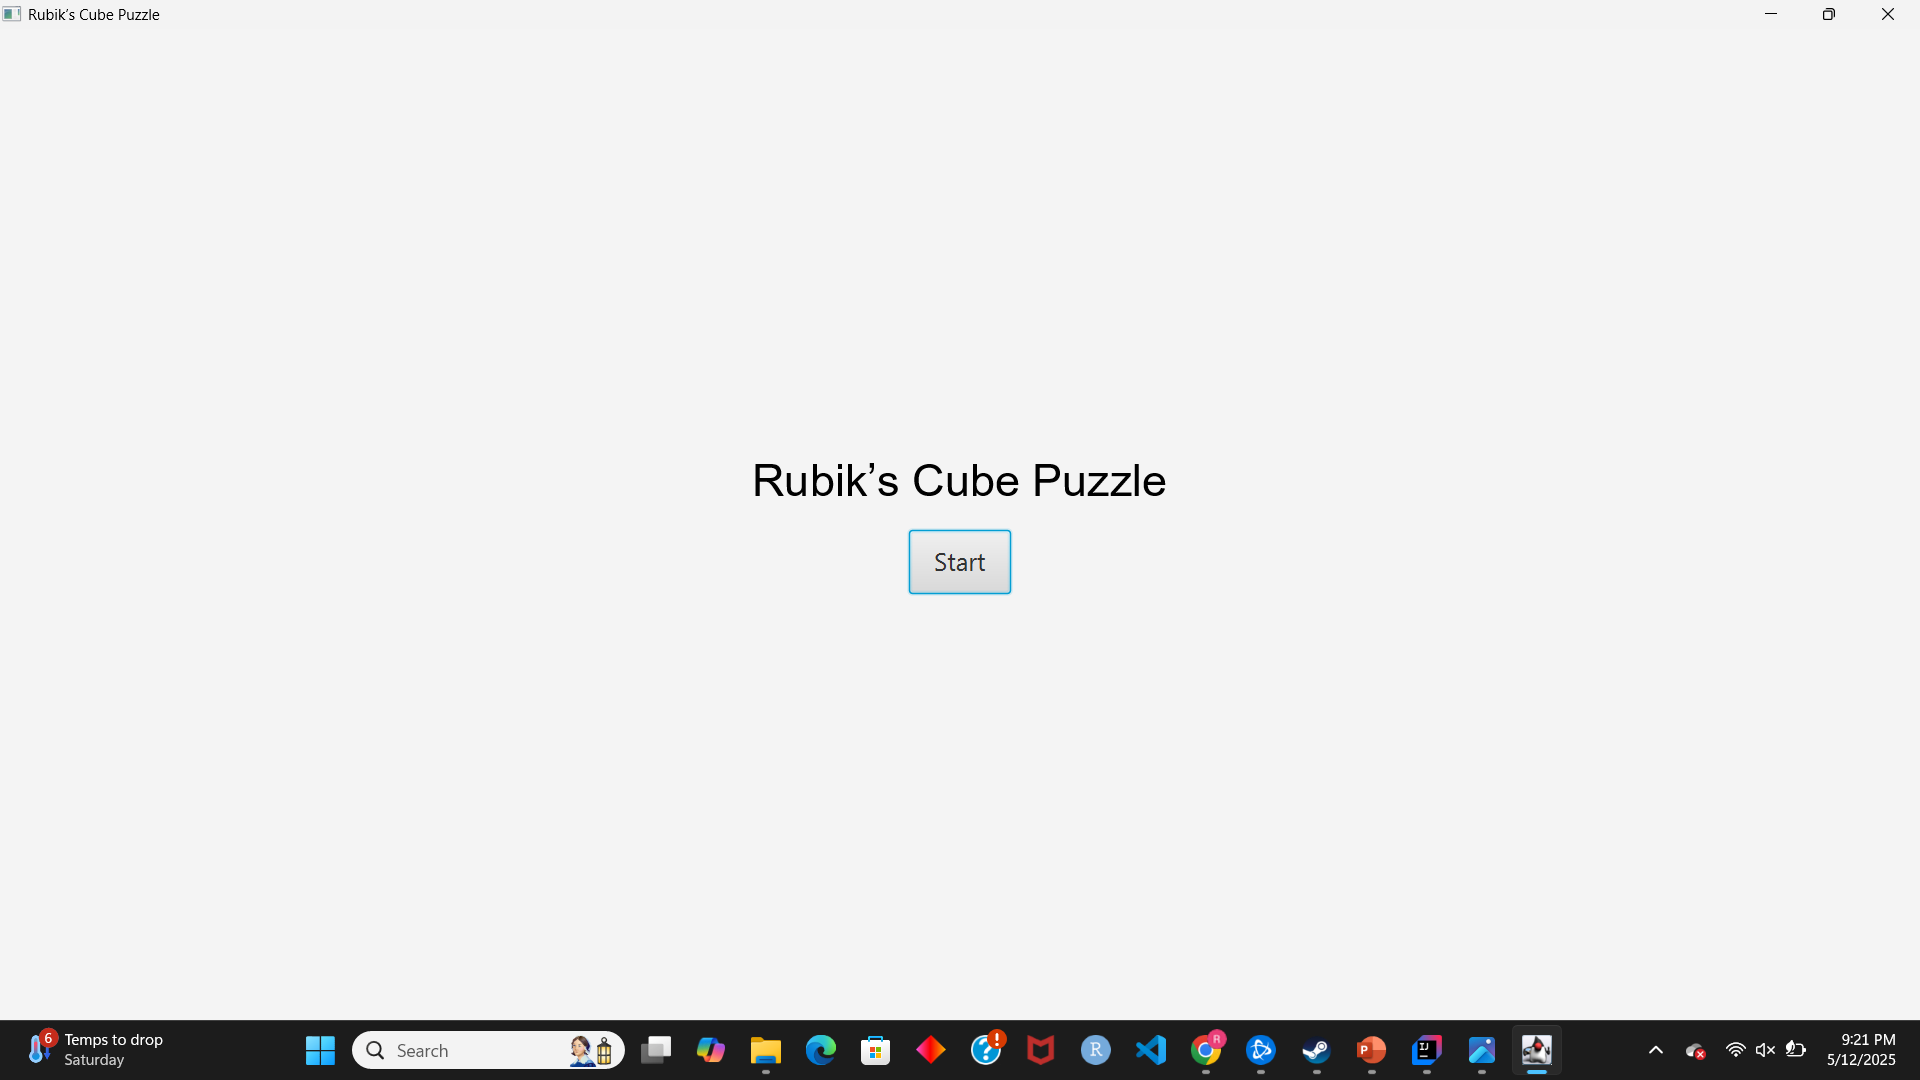 Rubik’s Cube Puzzle
Rubik’s Cube Puzzle
Start
6
Temps to drop
Saturday
Search
R
R
P
IJ
9:21 PM
5/12/2025